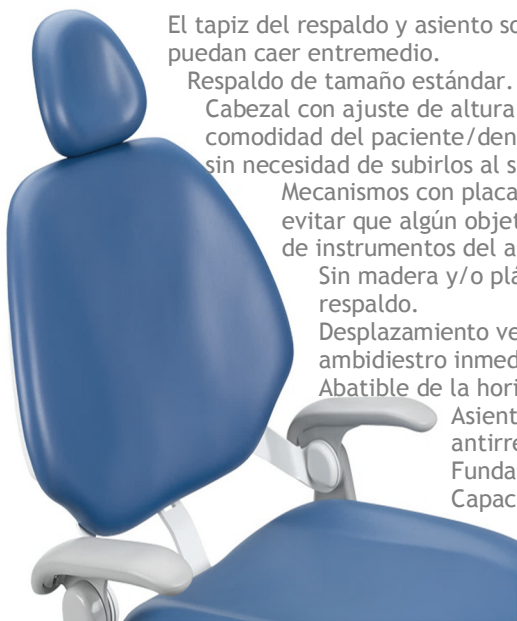 El tapiz del respaldo y asiento so
puedan caer entremedio.
Respaldo de tamaño estándar.
Cabezal con ajuste de altura
comodidad del paciente/den
sin necesidad de subirlos al s
Mecanismos con placa
evitar que algún objet
de instrumentos del a
Sin madera y/o plá
respaldo.
Desplazamiento ve
ambidiestro inmed
Abatible de la hori
Asient
antirre
Funda
Capac